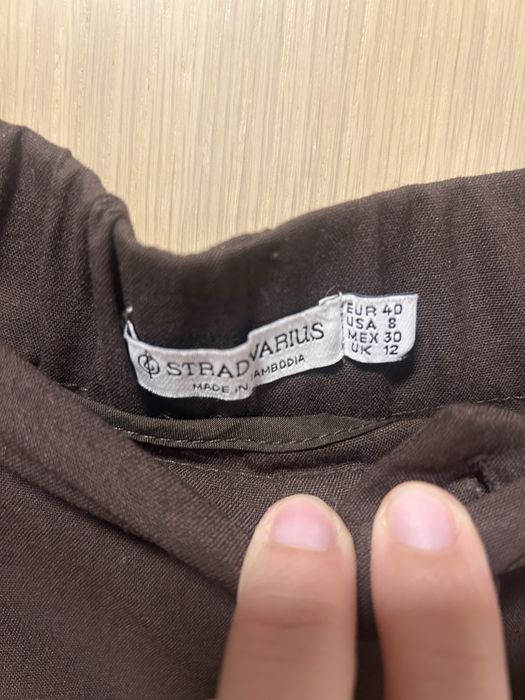 STRADIVARIUS
MADE IN CAMBODIA
EUR 40
USA 8
MEX 30
UK 12